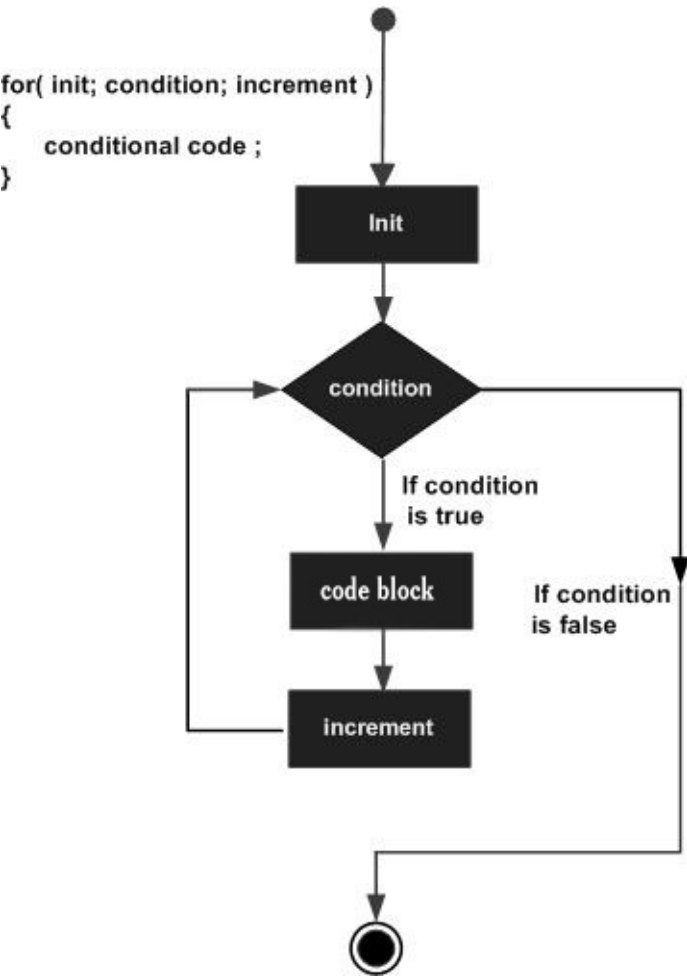 for( init; condition; increment )
{
conditional code ;
}
Init
condition
If condition
is true
code block
If condition
is false
increment